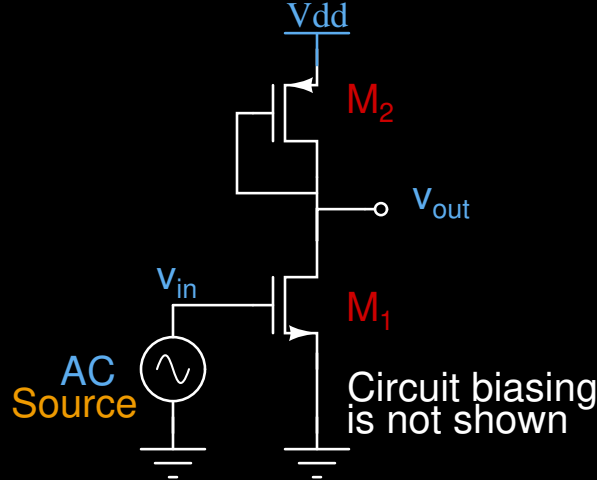 Vdd
M2
vout
vin
M1
AC
Source
Circuit biasing
is not shown